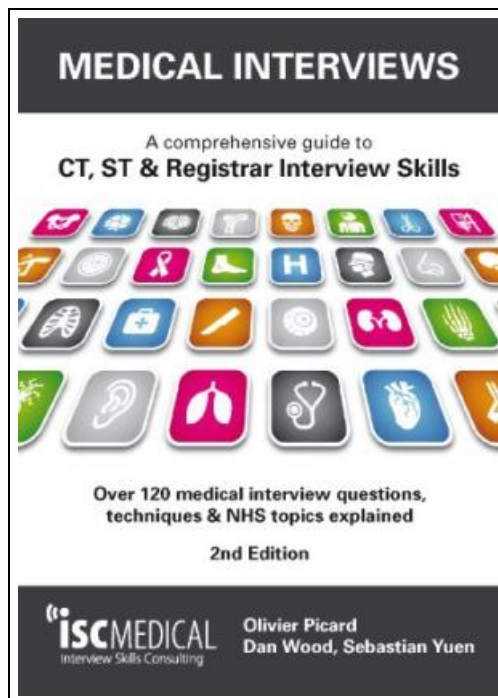 MEDICAL INTERVIEWS
A comprehensive guide to
CT, ST & Registrar Interview Skills
H
Over 120 medical interview questions,
techniques & NHS topics explained
2nd Edition
ISCMEDICAL
Interview Skills Consulting
Olivier Picard
Dan Wood, Sebastian Yuen